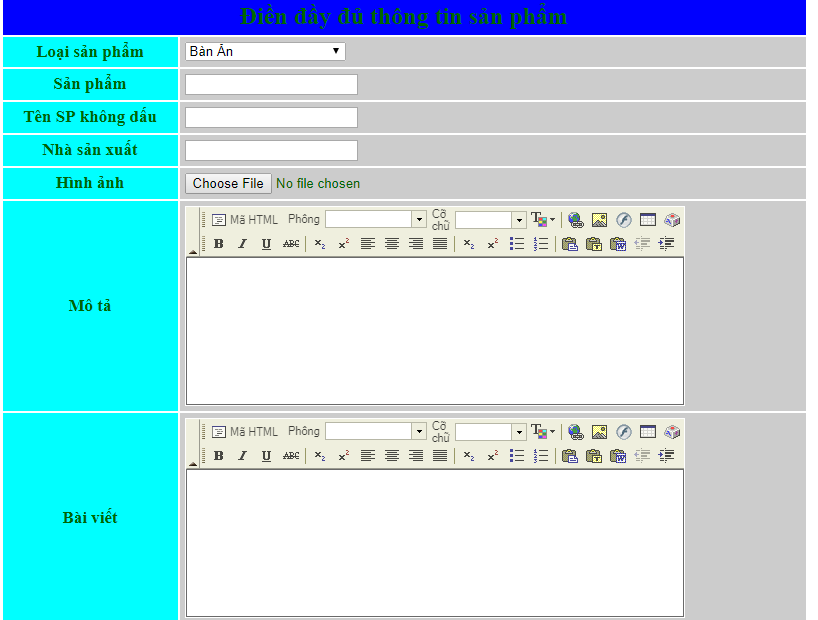 Điền đầy đủ thông tin sản phẩm
Loại sản phẩm Bàn Ăn
Sản phẩm
Tên SP không dấu
Nhà sản xuất
Hình ảnh Choose File No file chosen
Mã HTML Phông Cỡ chữ
B I U ABC
Mô tả
Mã HTML Phông Cỡ chữ
B I U ABC
Bài viết